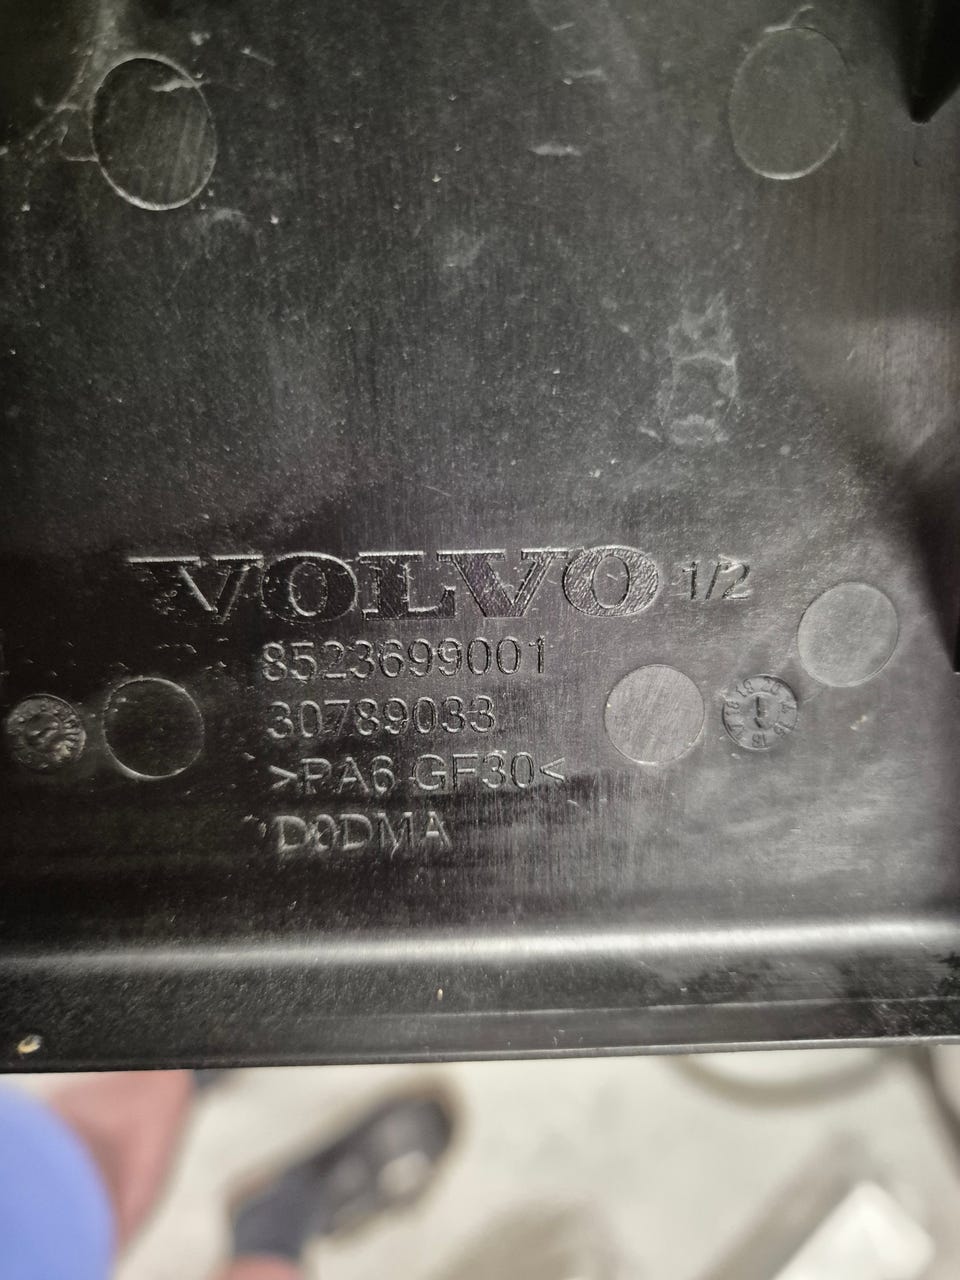 VOLVO 1/2
8523699001
30789033
>PA6 GF30<
D0DMA